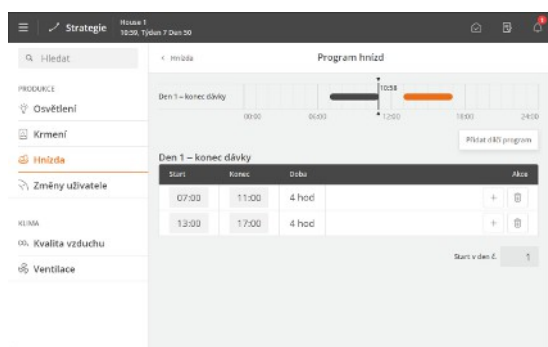 Strategie
House 1
10:59, Týden 7 Den 50
Hledat
Hnízda
Program hnízd
PRODUKCE
Osvětlení
Krmení
Hnízda
Změny uživatele
KLIMA
CO₂ Kvalita vzduchu
Ventilace
10:58
Den 1 – konec dávky
00:00 06:00 12:00 18:00 24:00
Přidat dílčí program
Den 1 – konec dávky
Start Konec Doba Akce
07:00 11:00 4 hod
13:00 17:00 4 hod
Start v den č. 1